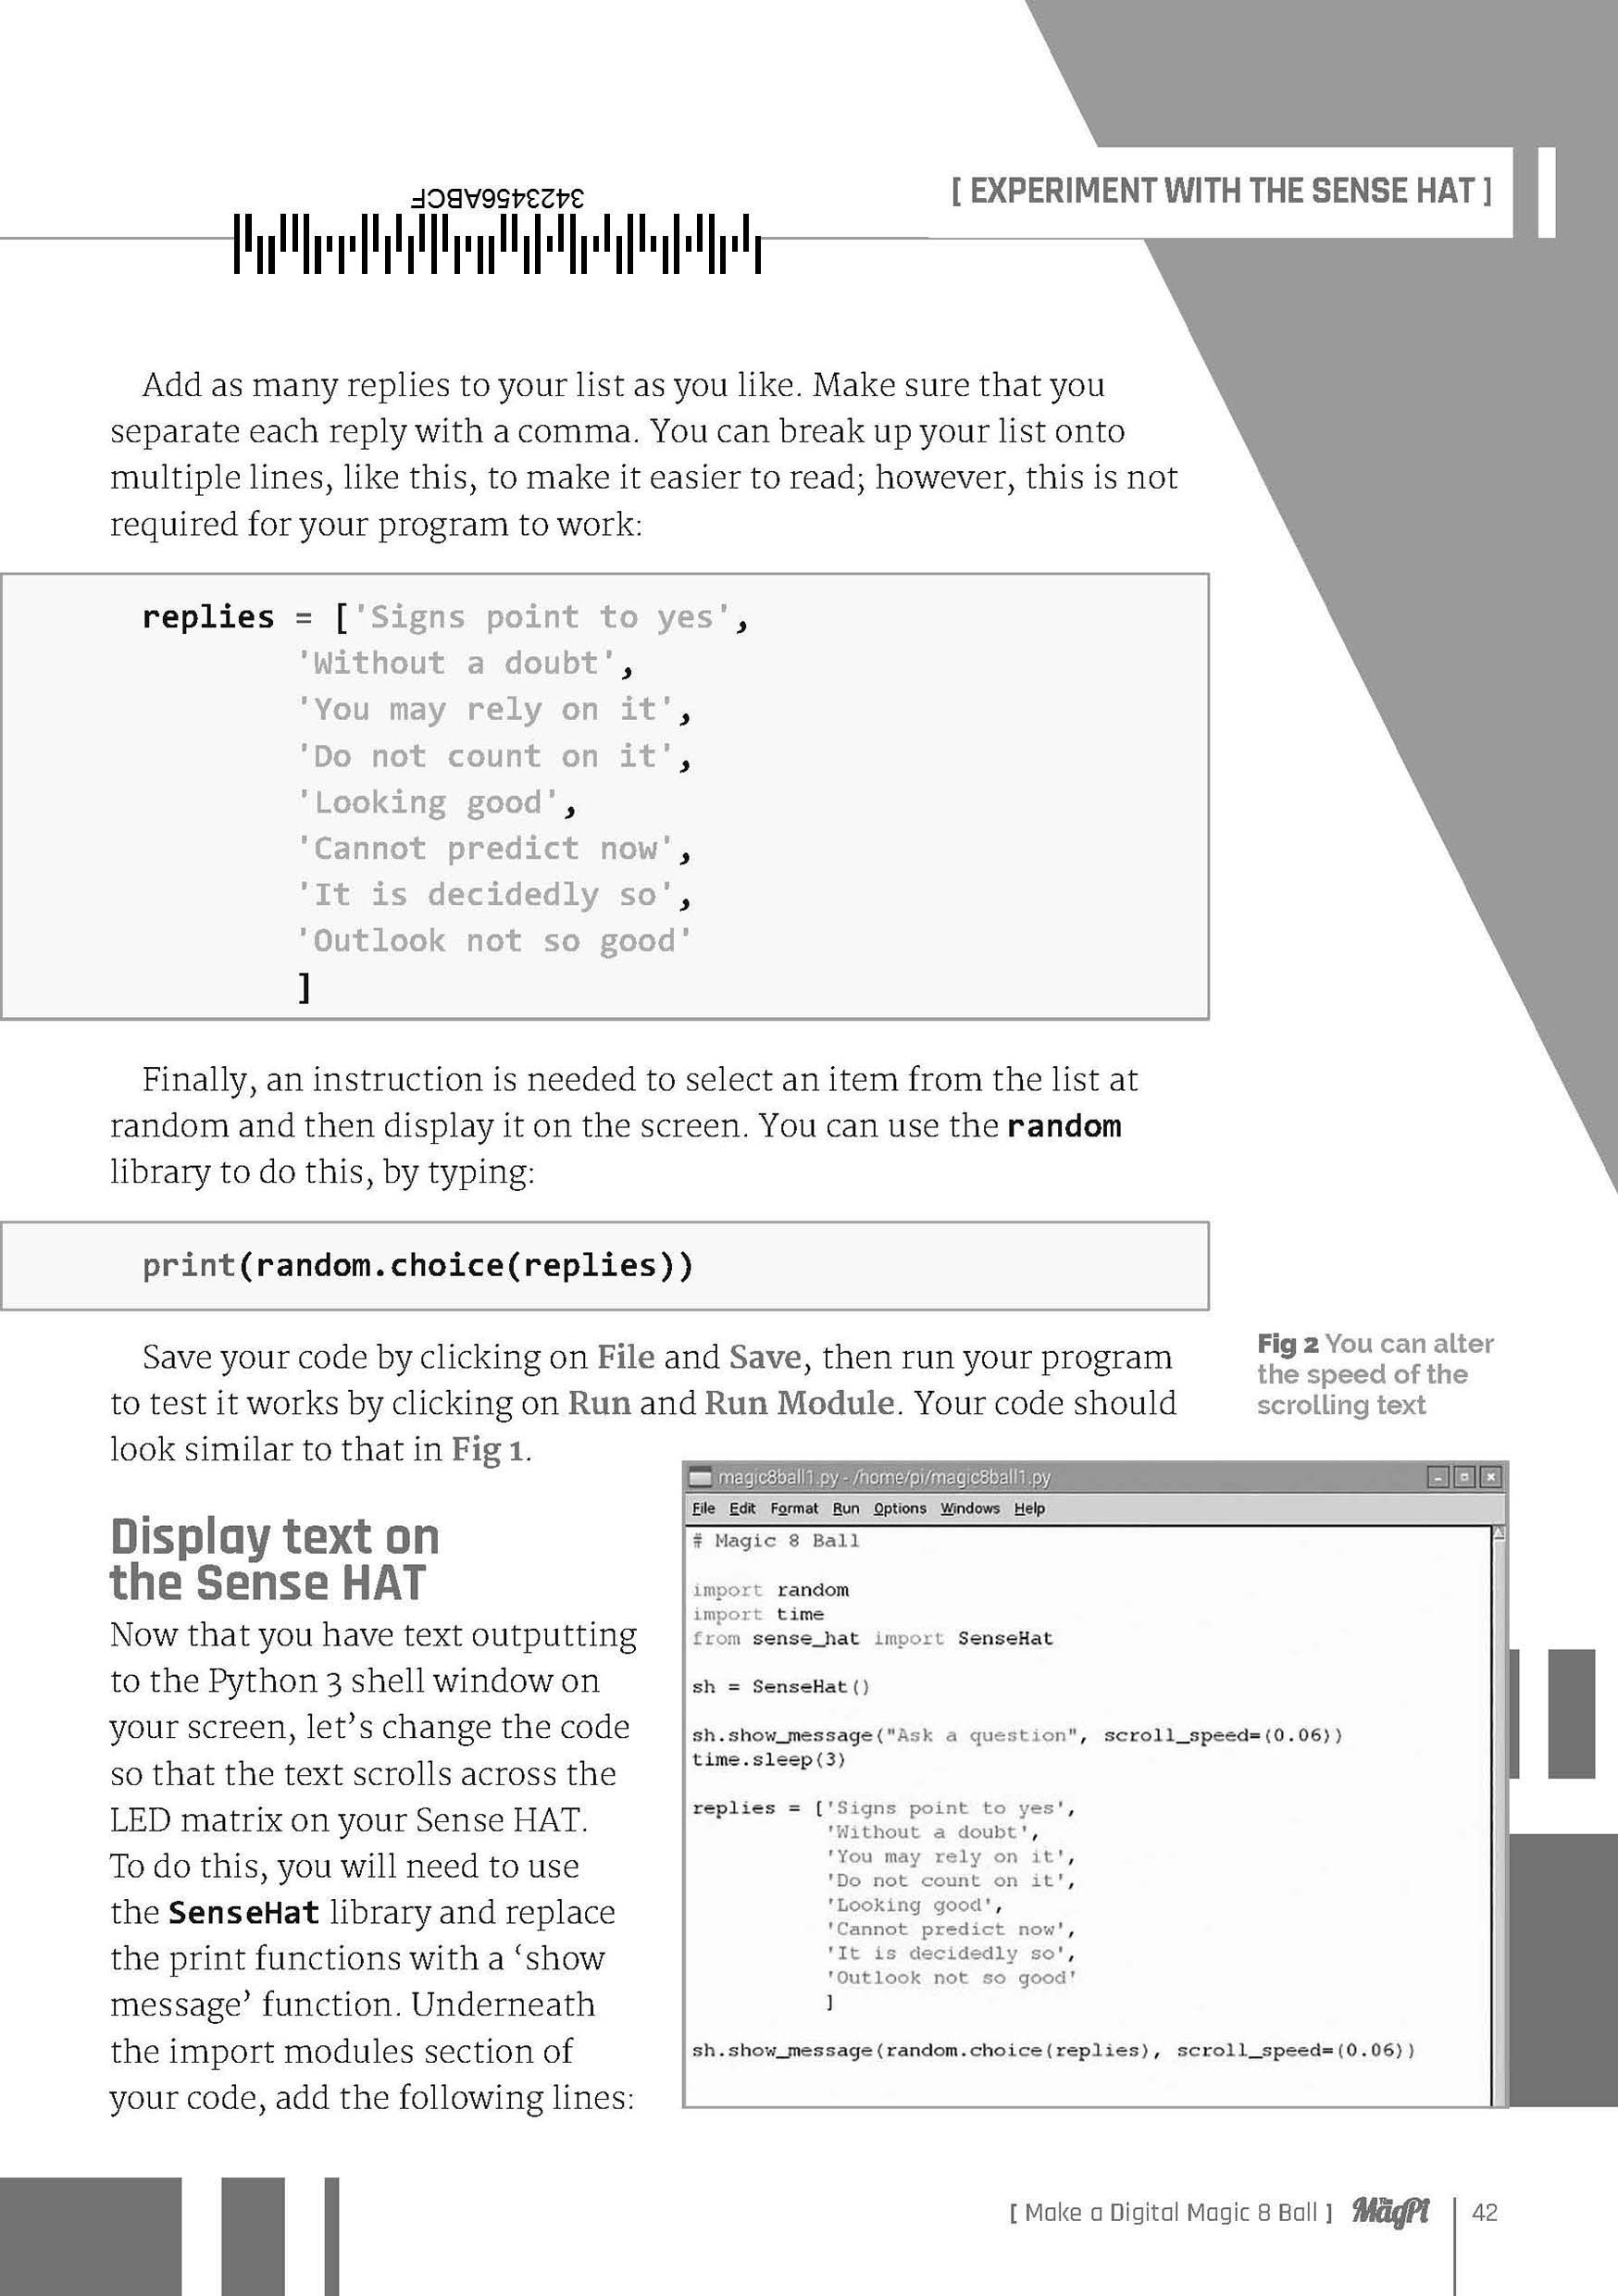 [ EXPERIMENT WITH THE SENSE HAT ]
3423456ABCF
Add as many replies to your list as you like. Make sure that you
separate each reply with a comma. You can break up your list onto
multiple lines, like this, to make it easier to read; however, this is not
required for your program to work:
replies = ['Signs point to yes',
'Without a doubt',
'You may rely on it',
'Do not count on it',
'Looking good',
'Cannot predict now',
'It is decidedly so',
'Outlook not so good'
]
Finally, an instruction is needed to select an item from the list at
random and then display it on the screen. You can use the random
library to do this, by typing:
print(random.choice(replies))
Save your code by clicking on File and Save, then run your program
to test it works by clicking on Run and Run Module. Your code should
look similar to that in Fig 1.
Fig 2 You can alter
the speed of the
scrolling text
Display text on
the Sense HAT
Now that you have text outputting
to the Python 3 shell window on
your screen, let's change the code
so that the text scrolls across the
LED matrix on your Sense HAT.
To do this, you will need to use
the SenseHat library and replace
the print functions with a ‘show
message’ function. Underneath
the import modules section of
your code, add the following lines:
magic8ball1.py - /home/pi/magic8ball1.py
File Edit Format Run Options Windows Help
# Magic 8 Ball
import random
import time
from sense_hat import SenseHat
sh = SenseHat()
sh.show_message("Ask a question", scroll_speed=(0.06))
time.sleep(3)
replies = ['Signs point to yes',
'Without a doubt',
'You may rely on it',
'Do not count on it',
'Looking good',
'Cannot predict now',
'It is decidedly so',
'Outlook not so good'
]
sh.show_message(random.choice(replies), scroll_speed=(0.06))
[ Make a Digital Magic 8 Ball ] The MagPi 42